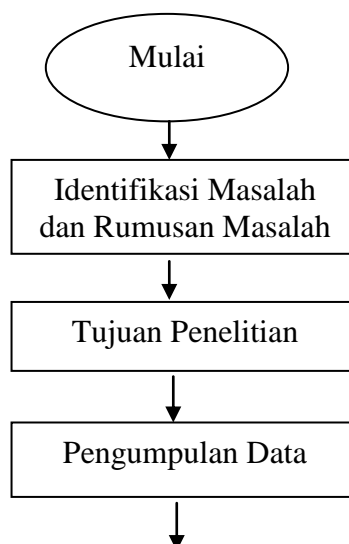 Mulai
Identifikasi Masalah
dan Rumusan Masalah
Tujuan Penelitian
Pengumpulan Data